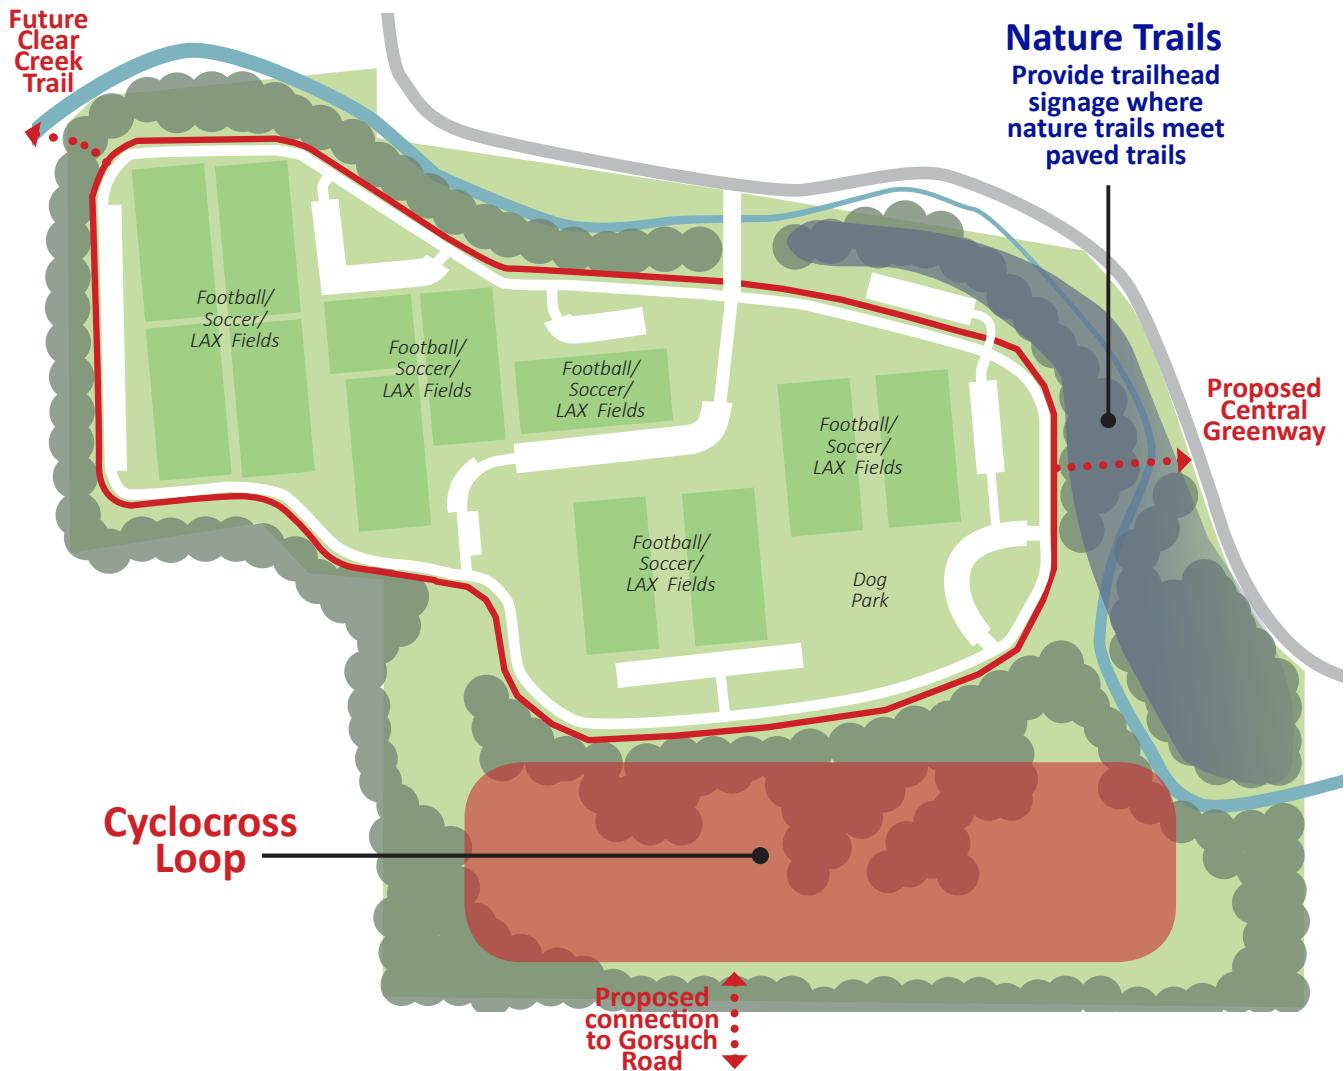 Future
Clear
Creek
Trail
Nature Trails
Provide trailhead
signage where
nature trails meet
paved trails
Football/
Soccer/
LAX Fields
Football/
Soccer/
LAX Fields
Football/
Soccer/
LAX Fields
Football/
Soccer/
LAX Fields
Proposed
Central
Greenway
Football/
Soccer/
LAX Fields
Dog
Park
Cyclocross
Loop
Proposed
connection
to Gorsuch
Road